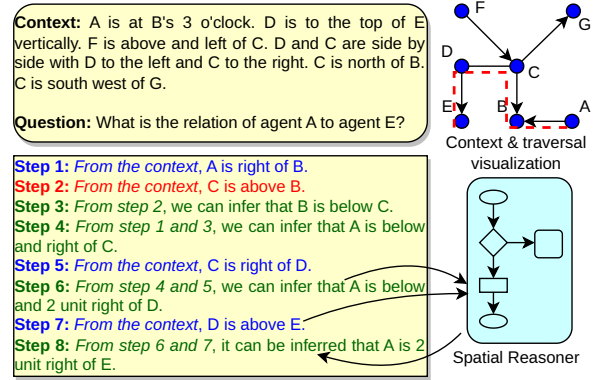 Context: A is at B's 3 o'clock. D is to the top of E
vertically. F is above and left of C. D and C are side by
side with D to the left and C to the right. C is north of B.
C is south west of G.
Question: What is the relation of agent A to agent E?
F
G
D
C
E
B
A
Context & traversal
visualization
Step 1: From the context, A is right of B.
Step 2: From the context, C is above B.
Step 3: From step 2, we can infer that B is below C.
Step 4: From step 1 and 3, we can infer that A is below
and right of C.
Step 5: From the context, C is right of D.
Step 6: From step 4 and 5, we can infer that A is below
and 2 unit right of D.
Step 7: From the context, D is above E.
Step 8: From step 6 and 7, it can be inferred that A is 2
unit right of E.
Spatial Reasoner